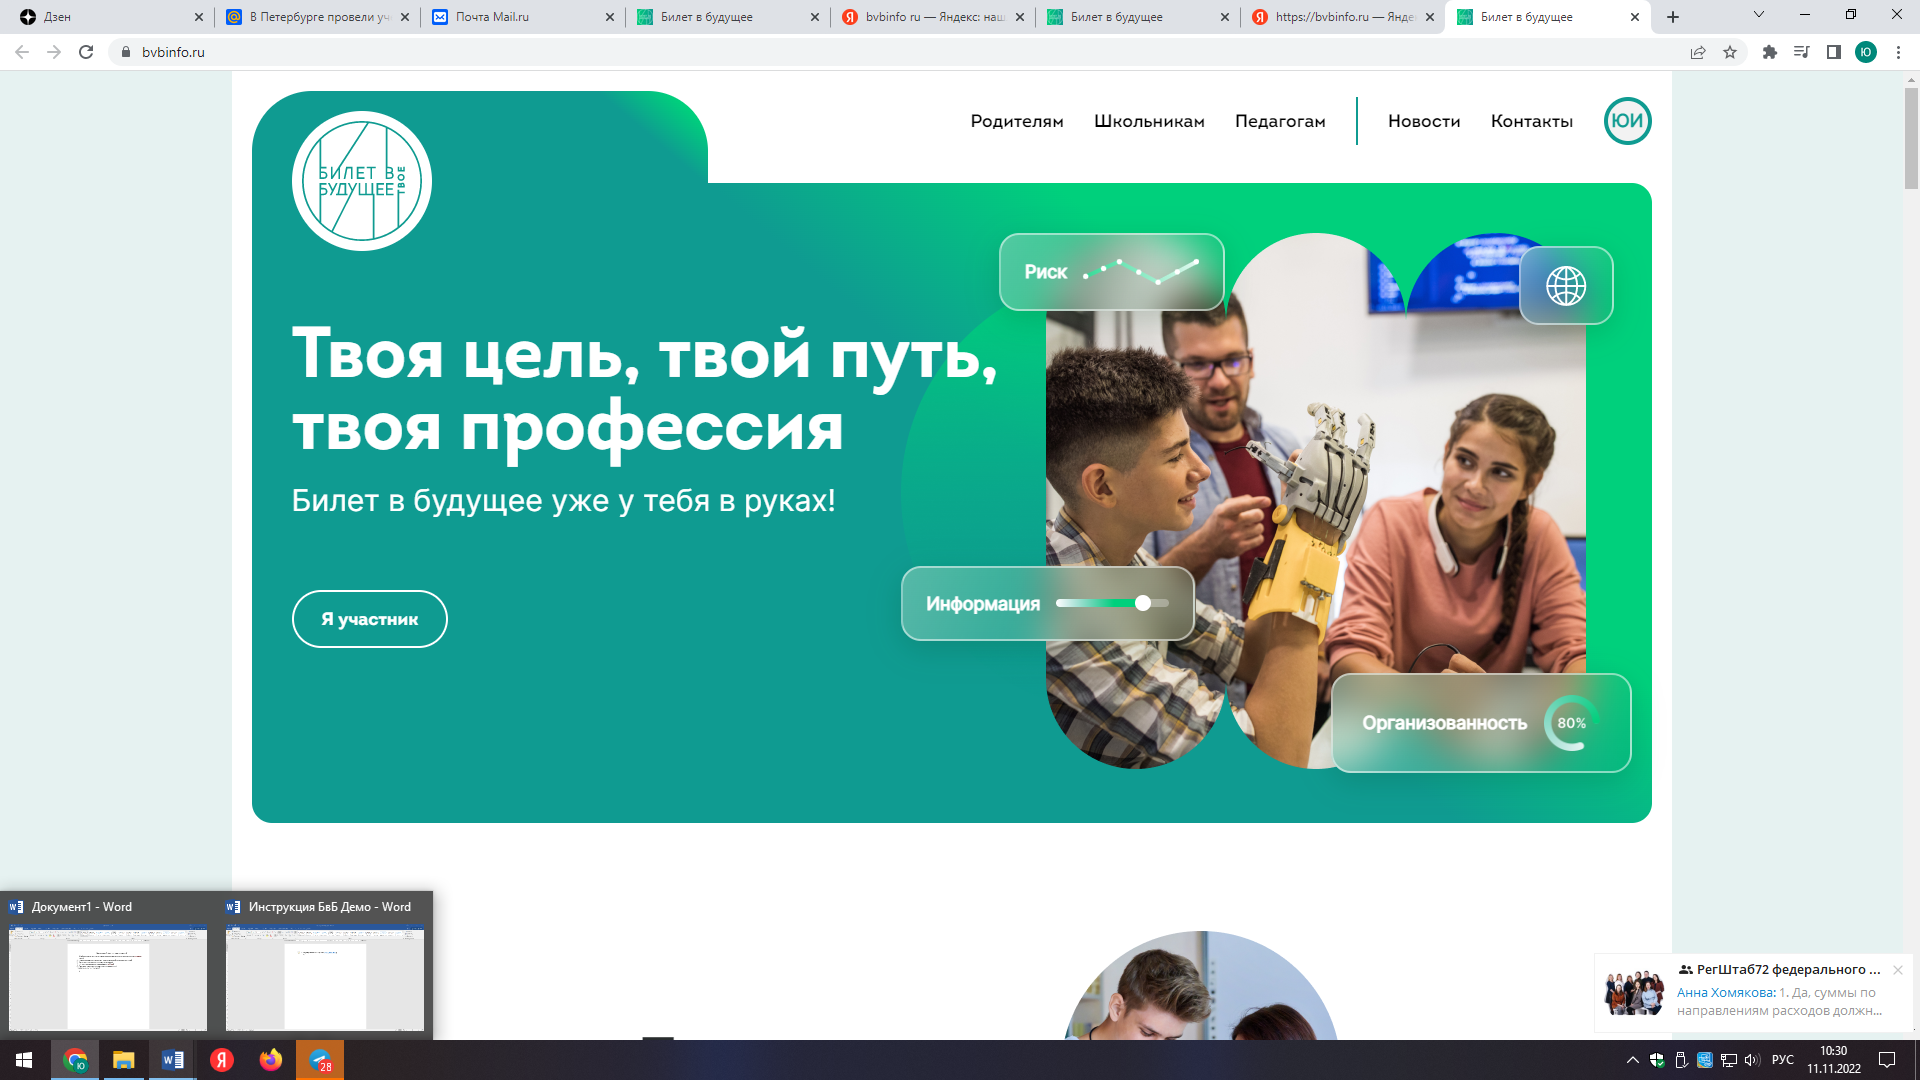 Дзен
В Петербурге провели уч
Почта Mail.ru
Билет в будущее
bvbinfo ru — Яндекс: наш
Билет в будущее
https://bvbinfo.ru — Янде
Билет в будущее
bvbinfo.ru
Ю
БИЛЕТ В
БУДУЩЕЕ
ТВОЕ
Родителям
Школьникам
Педагогам
Новости
Контакты
ЮИ
Риск
Твоя цель, твой путь,
твоя профессия
Билет в будущее уже у тебя в руках!
Информация
Я участник
Организованность
80%
Документ1 - Word
Инструкция БвБ Демо - Word
РегШтаб72 федерального ...
Анна Хомякова: 1. Да, суммы по
направлениям расходов должн...
Ю
28
РУС
10:30
11.11.2022